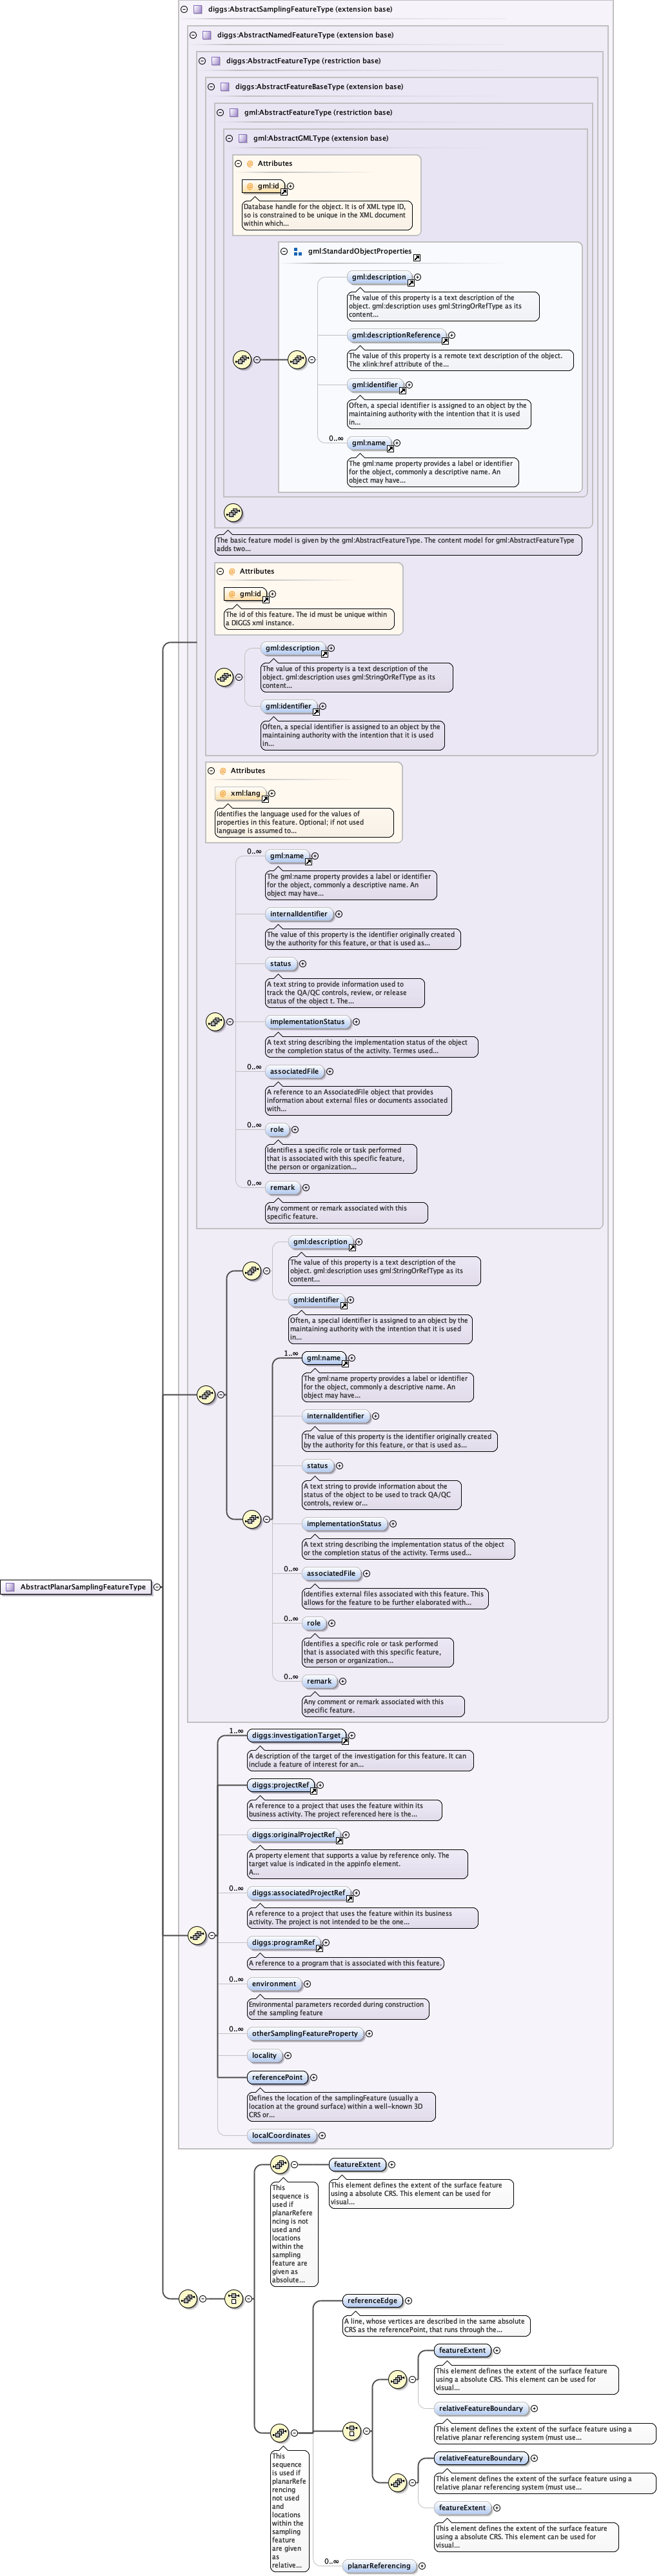 diggs:AbstractSamplingFeatureType (extension base)
diggs:AbstractNamedFeatureType (extension base)
diggs:AbstractFeatureType (restriction base)
diggs:AbstractFeatureBaseType (extension base)
gml:AbstractFeatureType (restriction base)
gml:AbstractGMLType (extension base)
@ Attributes
@ gml:id
Database handle for the object. It is of XML type ID,
so is constrained to be unique in the XML document
within which...
gml:StandardObjectProperties
gml:description
The value of this property is a text description of the
object. gml:description uses gml:StringOrRefType as its
content...
gml:descriptionReference
The value of this property is a remote text description of the object.
The xlink:href attribute of the...
gml:identifier
Often, a special identifier is assigned to an object by the
maintaining authority with the intention that it is used
in...
0..∞
gml:name
The gml:name property provides a label or identifier
for the object, commonly a descriptive name. An
object may have...
The basic feature model is given by the gml:AbstractFeatureType. The content model for gml:AbstractFeatureType
adds two...
@ Attributes
@ gml:id
The id of this feature. The id must be unique within
a DIGGS xml instance.
gml:description
The value of this property is a text description of the
object. gml:description uses gml:StringOrRefType as its
content...
gml:identifier
Often, a special identifier is assigned to an object by the
maintaining authority with the intention that it is used
in...
@ Attributes
@ xml:lang
Identifies the language used for the values of
properties in this feature. Optional; if not used
language is assumed to...
0..∞
gml:name
The gml:name property provides a label or identifier
for the object, commonly a descriptive name. An
object may have...
internalIdentifier
The value of this property is the identifier originally created
by the authority for this feature, or that is used as...
status
A text string to provide information used to
track the QA/QC controls, review, or release
status of the object t. The...
implementationStatus
A text string describing the implementation status of the object
or the completion status of the activity. Termes used...
0..∞
associatedFile
A reference to an AssociatedFile object that provides
information about external files or documents associated
with...
0..∞
role
Identifies a specific role or task performed
that is associated with this specific feature,
the person or organization...
0..∞
remark
Any comment or remark associated with this
specific feature.
gml:description
The value of this property is a text description of the
object. gml:description uses gml:StringOrRefType as its
content...
gml:identifier
Often, a special identifier is assigned to an object by the
maintaining authority with the intention that it is used
in...
1..∞
gml:name
The gml:name property provides a label or identifier
for the object, commonly a descriptive name. An
object may have...
internalIdentifier
The value of this property is the identifier originally created
by the authority for this feature, or that is used as...
status
A text string to provide information about the
status of the object to be used to track QA/QC
controls, review or...
implementationStatus
A text string describing the implementation status of the object
or the completion status of the activity. Terms used...
0..∞
associatedFile
Identifies external files associated with this feature. This
allows for the feature to be further elaborated with...
0..∞
role
Identifies a specific role or task performed
that is associated with this specific feature,
the person or organization...
0..∞
remark
Any comment or remark associated with this
specific feature.
AbstractPlanarSamplingFeatureType
1..∞
diggs:investigationTarget
A description of the target of the investigation for this feature. It can
include a feature of interest for an...
diggs:projectRef
A reference to a project that uses the feature within its
business activity. The project referenced here is the...
diggs:originalProjectRef
A property element that supports a value by reference only. The
target value is indicated in the appinfo element.
A...
0..∞
diggs:associatedProjectRef
A reference to a project that uses the feature within its business
activity. The project is not intended to be the one...
diggs:programRef
A reference to a program that is associated with this feature.
0..∞
environment
Environmental parameters recorded during construction
of the sampling feature
0..∞
otherSamplingFeatureProperty
locality
referencePoint
Defines the location of the samplingFeature (usually a
location at the ground surface) within a well-known 3D
CRS or...
localCoordinates
featureExtent
This element defines the extent of the surface feature
using a absolute CRS. This element can be used for
visual...
This
sequence is
used if
planarRefere
ncing is not
used and
locations
within the
sampling
feature are
given as
absolute...
referenceEdge
A line, whose vertices are described in the same absolute
CRS as the referencePoint, that runs through the...
featureExtent
This element defines the extent of the surface feature
using a absolute CRS. This element can be used for
visual...
relativeFeatureBoundary
This element defines the extent of the surface feature using a
relative planar referencing system (must use...
relativeFeatureBoundary
This element defines the extent of the surface feature using a
relative planar referencing system (must use...
featureExtent
This element defines the extent of the surface feature
using a absolute CRS. This element can be used for
visual...
This
sequence
is used if
planarRefe
rencing
not used
and
locations
within the
sampling
feature
are given
as
relative...
0..∞
planarReferencing